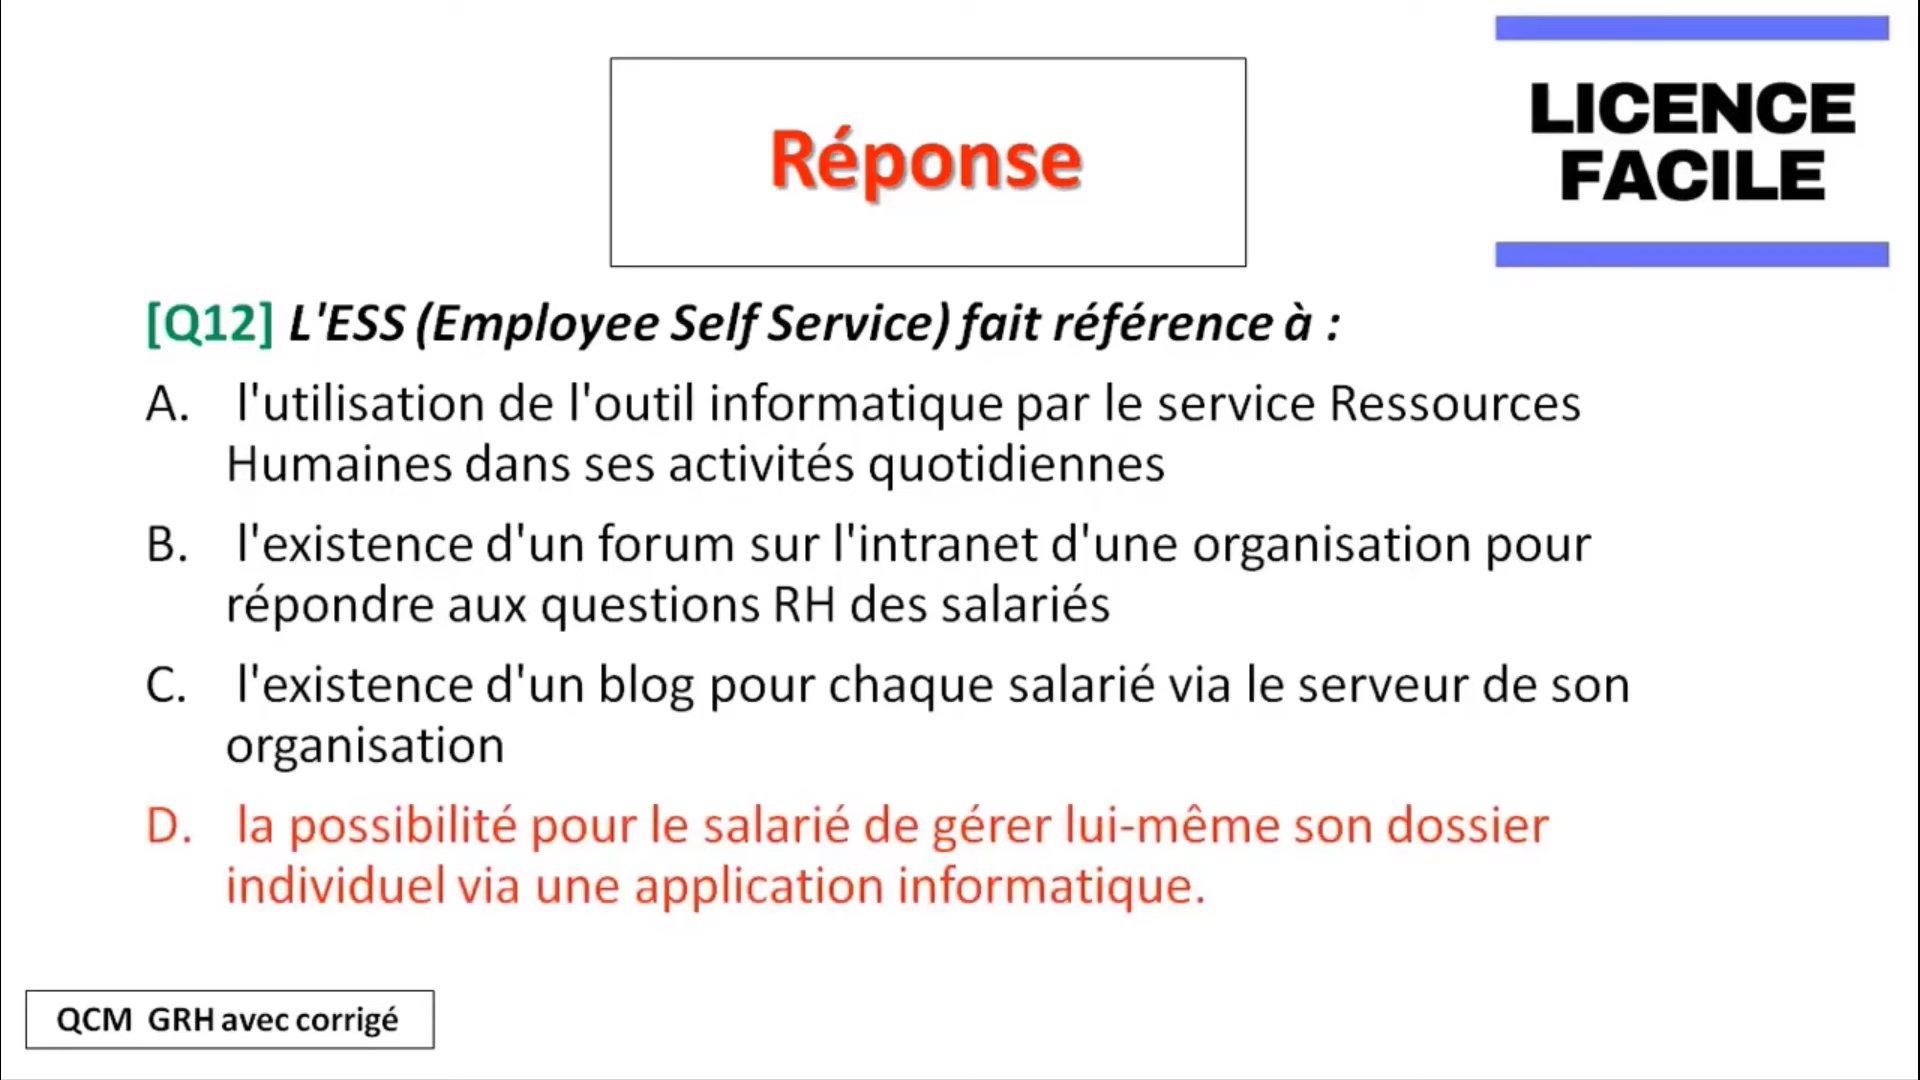 Réponse
LICENCE
FACILE
[Q12] L'ESS (Employee Self Service) fait référence à :
A. l'utilisation de l'outil informatique par le service Ressources
Humaines dans ses activités quotidiennes
B. l'existence d'un forum sur l'intranet d'une organisation pour
répondre aux questions RH des salariés
C. l'existence d'un blog pour chaque salarié via le serveur de son
organisation
D. la possibilité pour le salarié de gérer lui-même son dossier
individuel via une application informatique.
QCM GRH avec corrigé